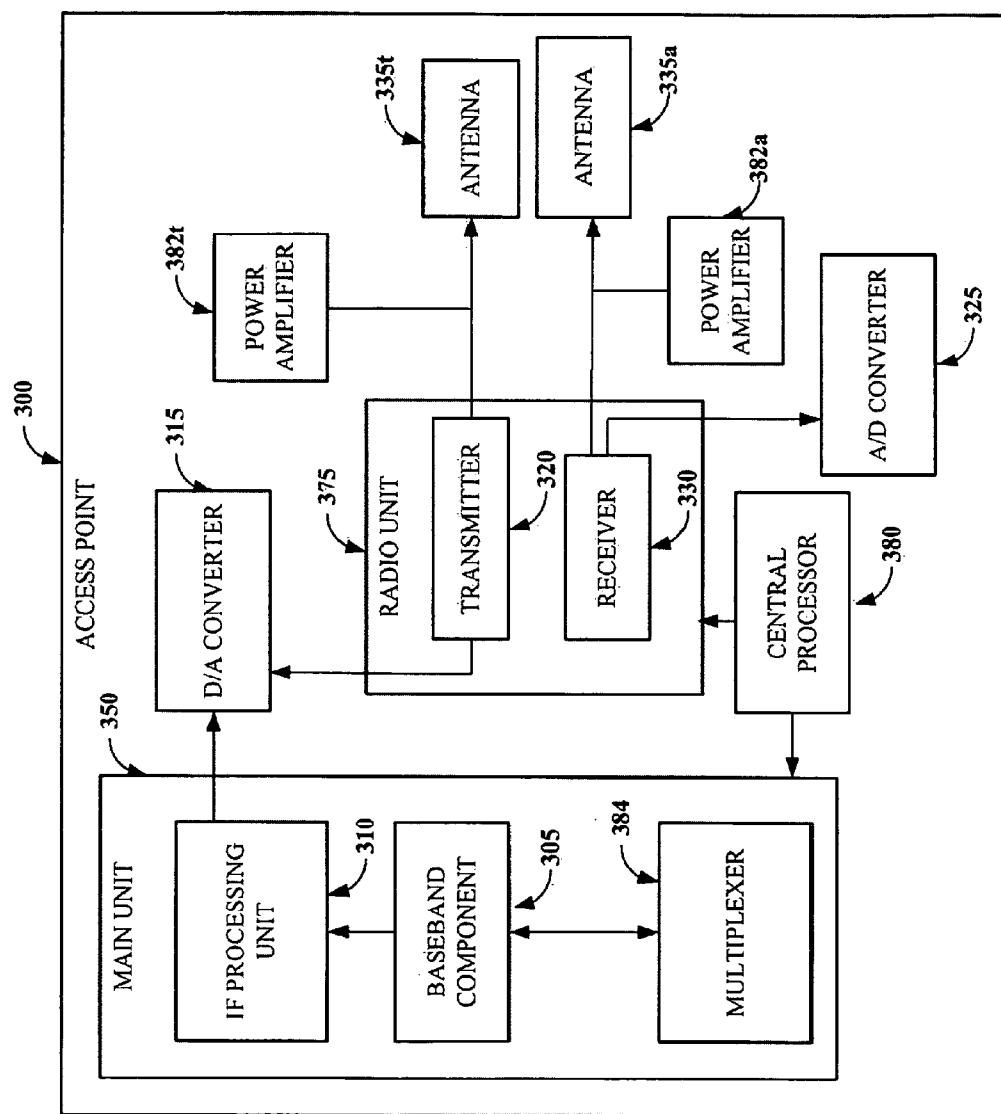 300
ACCESS POINT
350
MAIN UNIT
IF PROCESSING
UNIT
310
BASEBAND
COMPONENT
305
384
MULTIPLEXER
315
D/A CONVERTER
375
RADIO UNIT
TRANSMITTER
320
RECEIVER
330
CENTRAL
PROCESSOR
380
382t
POWER
AMPLIFIER
335t
ANTENNA
335a
ANTENNA
382a
POWER
AMPLIFIER
325
A/D CONVERTER